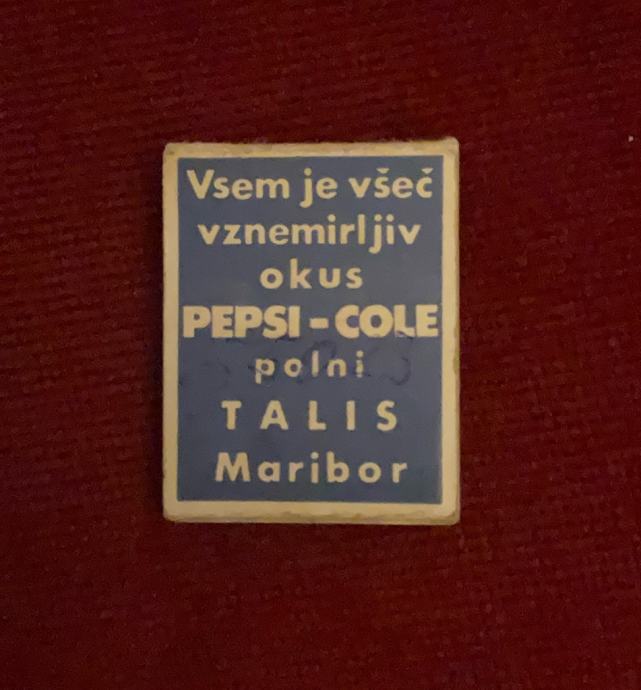 Vsem je všeč
vznemirljiv
okus
PEPSI-COLE
polni
TALIS
Maribor